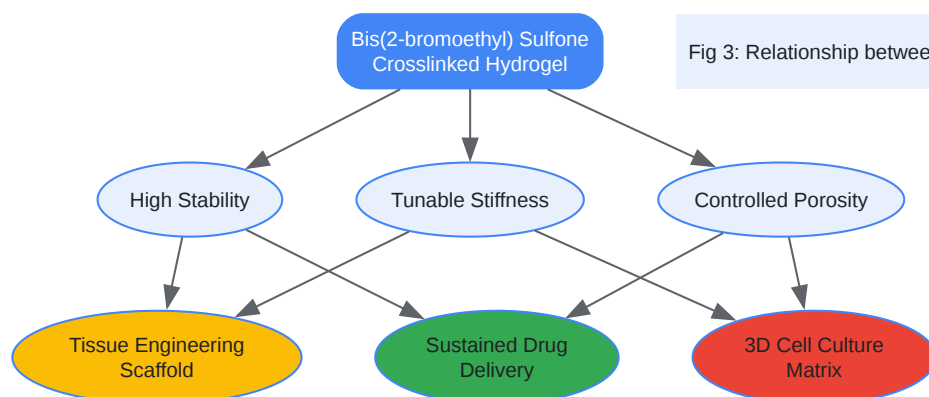 Bis(2-bromoethyl) Sulfone
Crosslinked Hydrogel
Fig 3: Relationship betwee
High Stability
Tunable Stiffness
Controlled Porosity
Tissue Engineering
Scaffold
Sustained Drug
Delivery
3D Cell Culture
Matrix